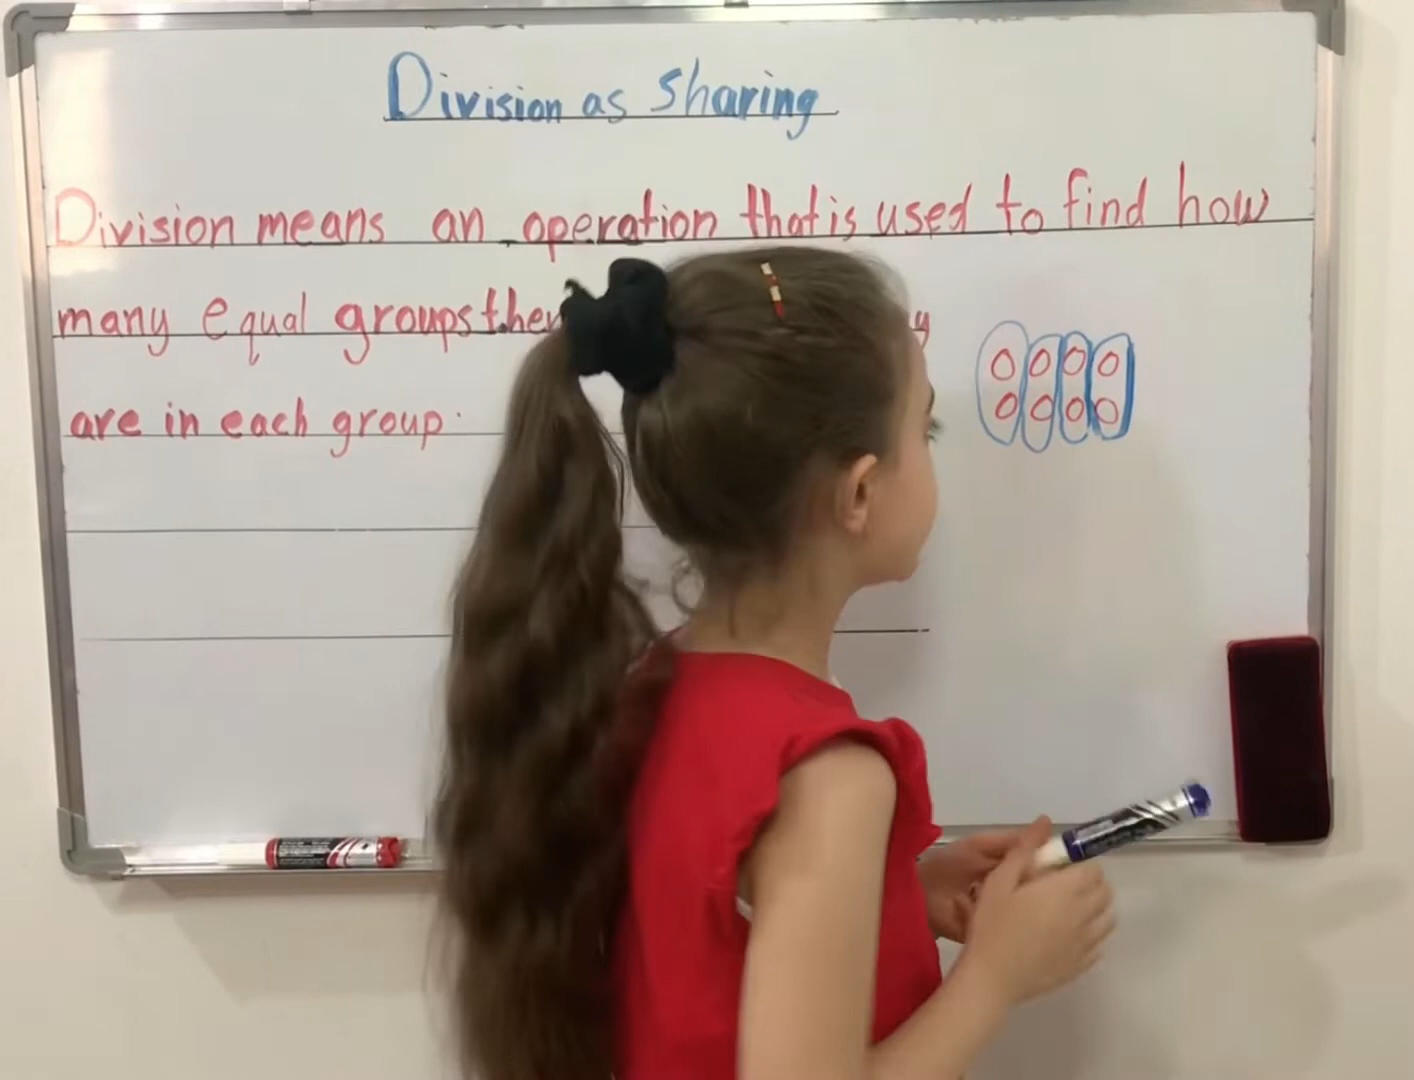 Division as sharing
Division means an operation that is used to find how
many equal groups
are in each group.